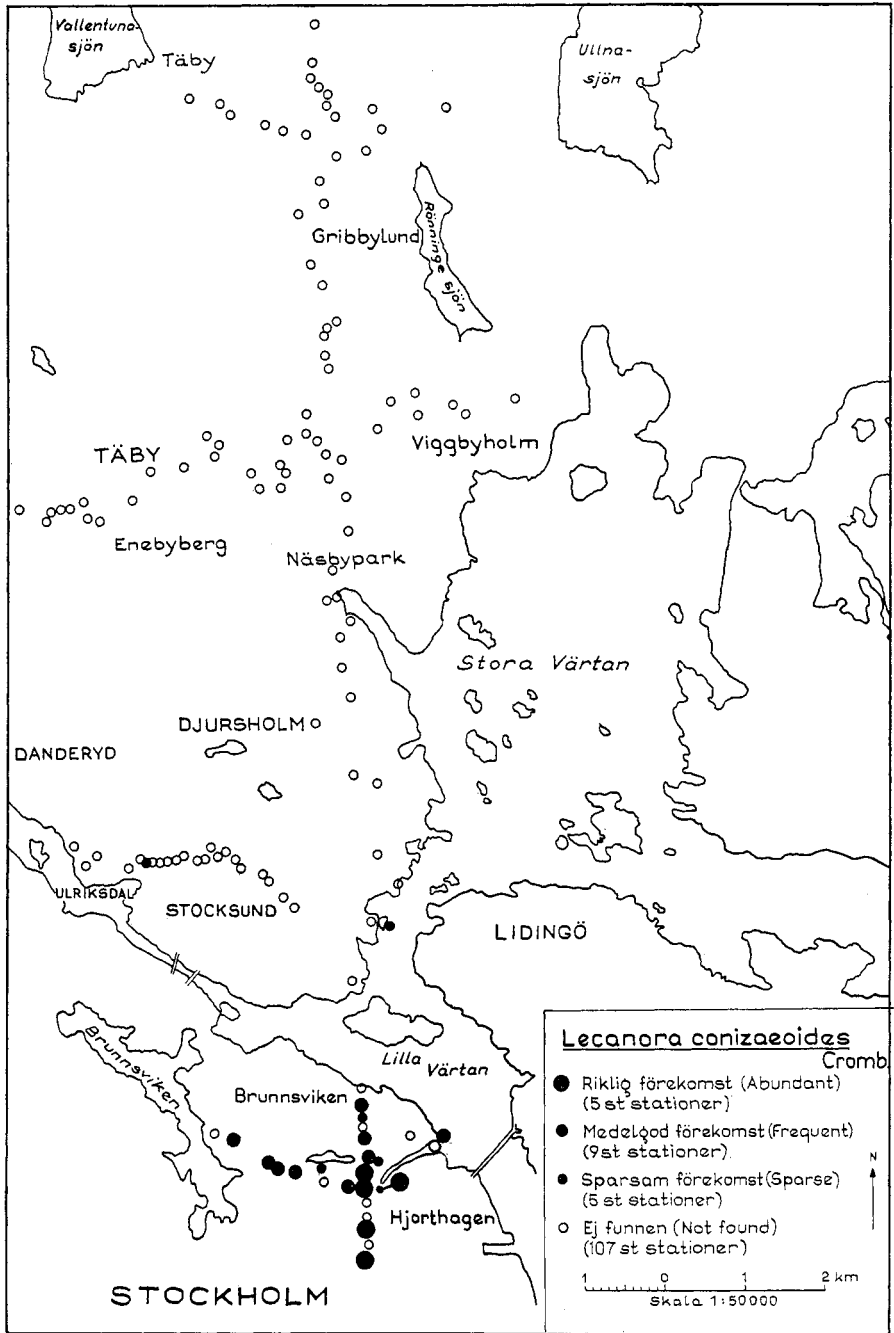 Vallentuna-
sjön
Täby
Ullna-
sjön
Gribbylund
Rönninge sjön
TÄBY
Viggbyholm
Enebyberg
Näsbypark
Stora Värtan
DJURSHOLM
DANDERYD
ULRIKSDAL
STOCKSUND
LIDINGÖ
Brunnsviken
Lilla
Värtan
Brunnsviken
Hjorthagen
STOCKHOLM
Lecanora conizaeoides
Cromb.
Riklig förekomst (Abundant)
(5 st stationer)
Medelgod förekomst (Frequent)
(9 st stationer).
Sparsam förekomst (Sparse)
(5 st stationer)
Ej funnen (Not found)
(107 st stationer)
N
1 0 1 2 km
Skala 1:50000